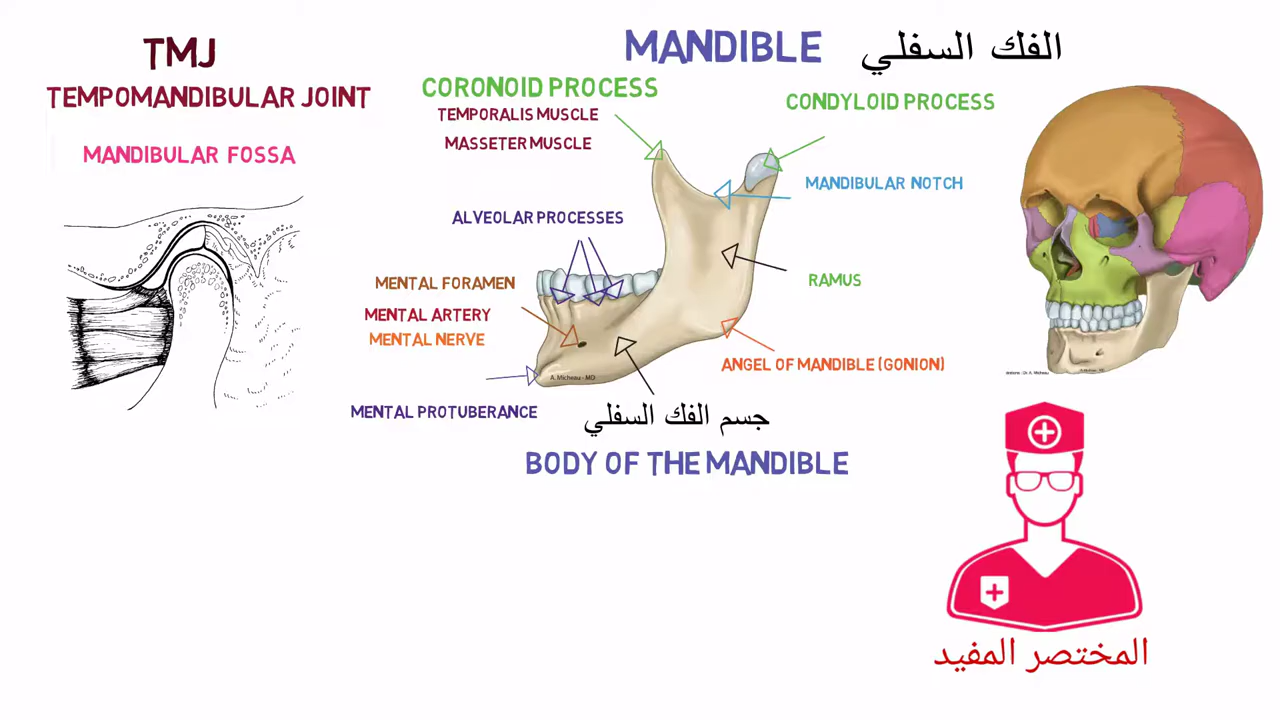 TMJ
TEMPOMANDIBULAR JOINT
MANDIBULAR FOSSA
MANDIBLE الفك السفلي
CORONOID PROCESS
TEMPORALIS MUSCLE
MASSETER MUSCLE
CONDYLOID PROCESS
MANDIBULAR NOTCH
ALVEOLAR PROCESSES
MENTAL FORAMEN
MENTAL ARTERY
MENTAL NERVE
RAMUS
ANGEL OF MANDIBLE (GONION)
A. Micheau - MD
MENTAL PROTUBERANCE
جسم الفك السفلي
BODY OF THE MANDIBLE
المختصر المفيد